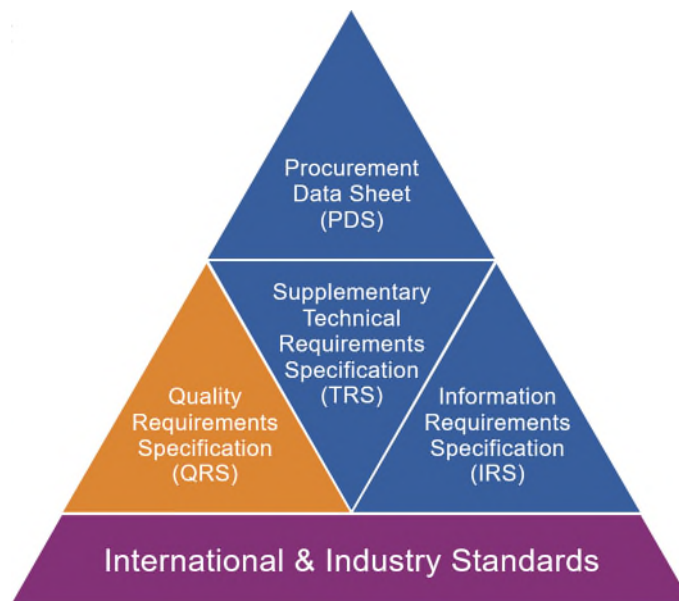 Procurement
Data Sheet
(PDS)
Supplementary
Technical
Requirements
Specification
(TRS)
Quality
Requirements
Specification
(QRS)
Information
Requirements
Specification
(IRS)
International & Industry Standards